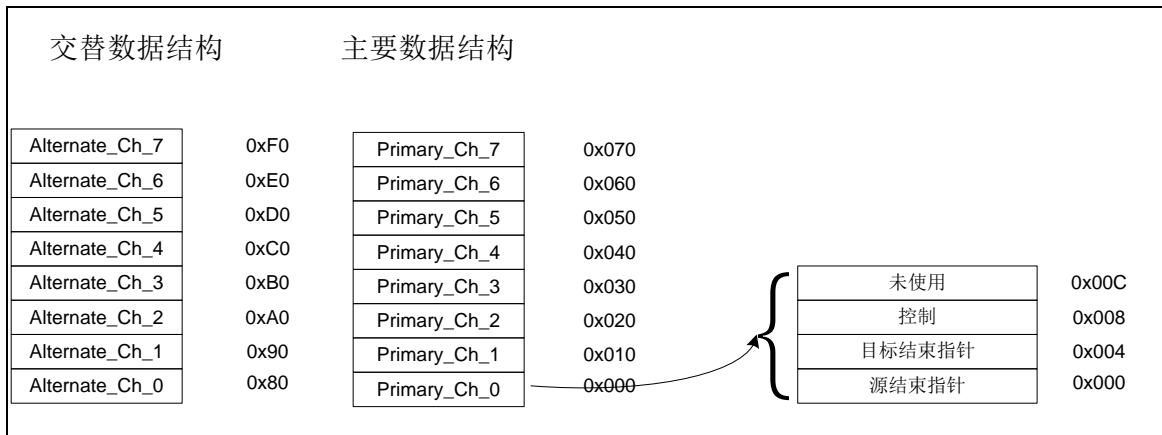 交替数据结构 主要数据结构
Alternate_Ch_7 0xF0 Primary_Ch_7 0x070
Alternate_Ch_6 0xE0 Primary_Ch_6 0x060
Alternate_Ch_5 0xD0 Primary_Ch_5 0x050
Alternate_Ch_4 0xC0 Primary_Ch_4 0x040
Alternate_Ch_3 0xB0 Primary_Ch_3 0x030 未使用 0x00C
Alternate_Ch_2 0xA0 Primary_Ch_2 0x020 控制 0x008
Alternate_Ch_1 0x90 Primary_Ch_1 0x010 目标结束指针 0x004
Alternate_Ch_0 0x80 Primary_Ch_0 0x000 源结束指针 0x000